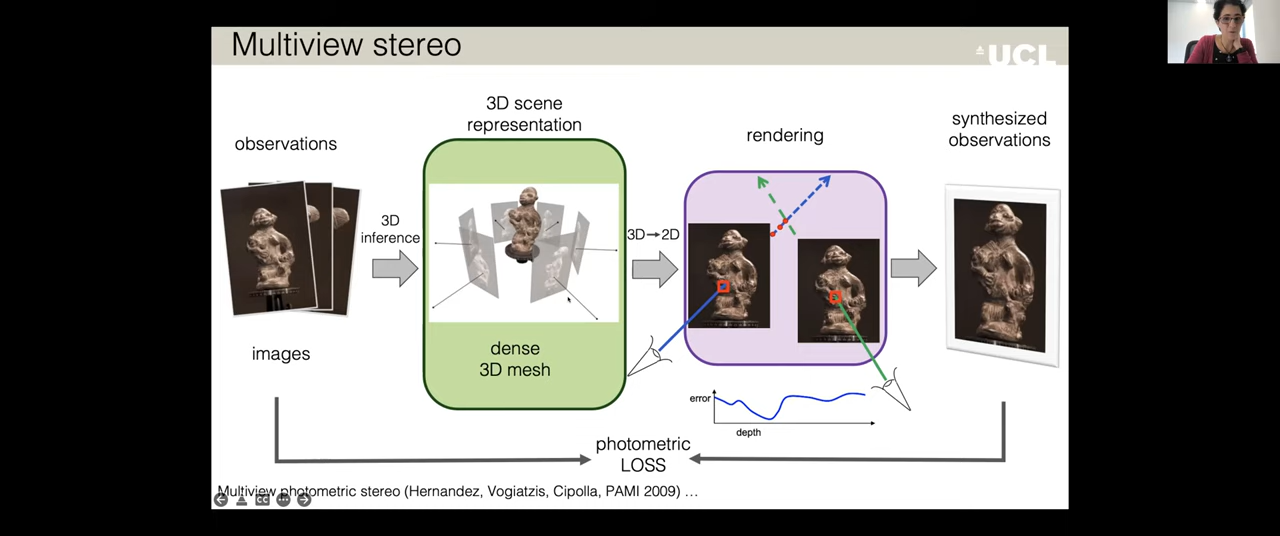 Multiview stereo
UCL
observations
images
3D
inference
3D scene
representation
dense
3D mesh
3D→2D
rendering
error
depth
synthesized
observations
photometric
LOSS
Multiview photometric stereo (Hernandez, Vogiatzis, Cipolla, PAMI 2009) …
CC